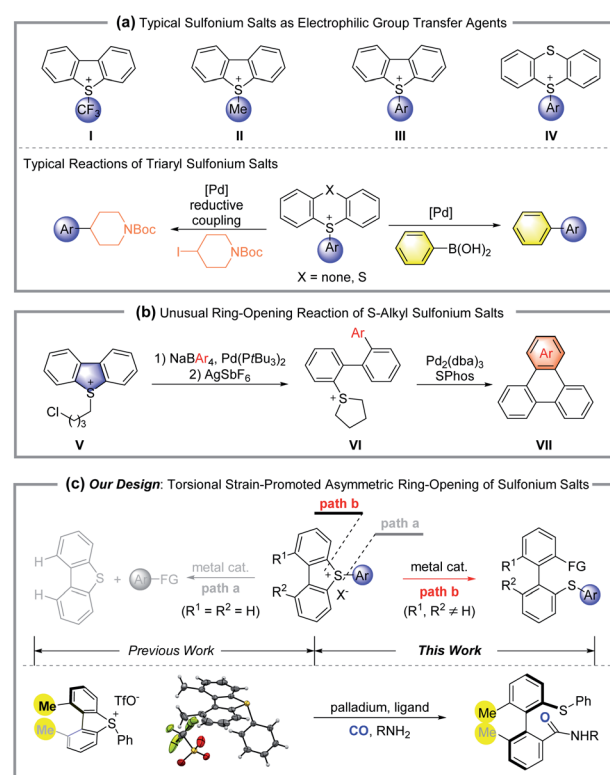 (a) Typical Sulfonium Salts as Electrophilic Group Transfer Agents
S
S+ S+ S+ S+
CF3 Me Ar Ar
I II III IV
Typical Reactions of Triaryl Sulfonium Salts
[Pd]
reductive
coupling
X
[Pd]
Ar
NBoc
I
NBoc
S+
Ar
B(OH)2
Ar
X = none, S
(b) Unusual Ring-Opening Reaction of S-Alkyl Sulfonium Salts
Ar
Ar
1) NaBAr4, Pd(PtBu3)2
2) AgSbF6
Pd2(dba)3
SPhos
S+
Cl
( )3
S+
V VI VII
(c) Our Design: Torsional Strain-Promoted Asymmetric Ring-Opening of Sulfonium Salts
path b
path a
H
H
S
+
Ar–FG
metal cat.
path a
(R1 = R2 = H)
R1
R2
S+
Ar
X-
metal cat.
path b
(R1, R2 ≠ H)
R1
R2
FG
S
Ar
Previous Work This Work
Me
Me
S+
Ph
TfO-
palladium, ligand
CO, RNH2
Me
Me
SPh
O
NHR